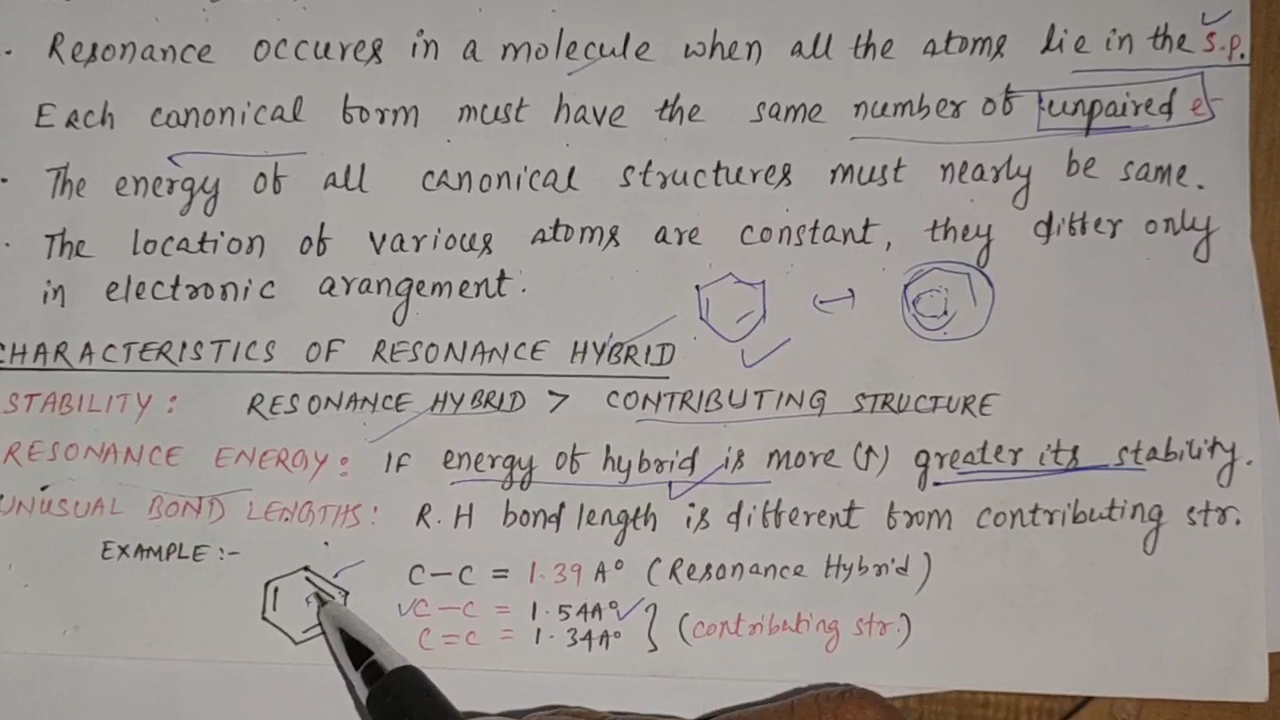 . Resonance occures in a molecule when all the atoms lie in the S.P.
Each canonical form must have the same number of unpaired e-
. The energy of all canonical structures must nearly be same.
. The location of various atoms are constant, they differ only
in electronic arangement.
CHARACTERISTICS OF RESONANCE HYBRID
STABILITY: RESONANCE HYBRID > CONTRIBUTING STRUCTURE
RESONANCE ENERGY: IF energy of hybrid is more (↑) greater its stability.
UNUSUAL BOND LENGTHS: R.H bond length is different from contributing str.
EXAMPLE:-
C-C = 1.39 A° (Resonance Hybrid)
C-C = 1.54A°
C=C = 1.34A° } (contributing str.)